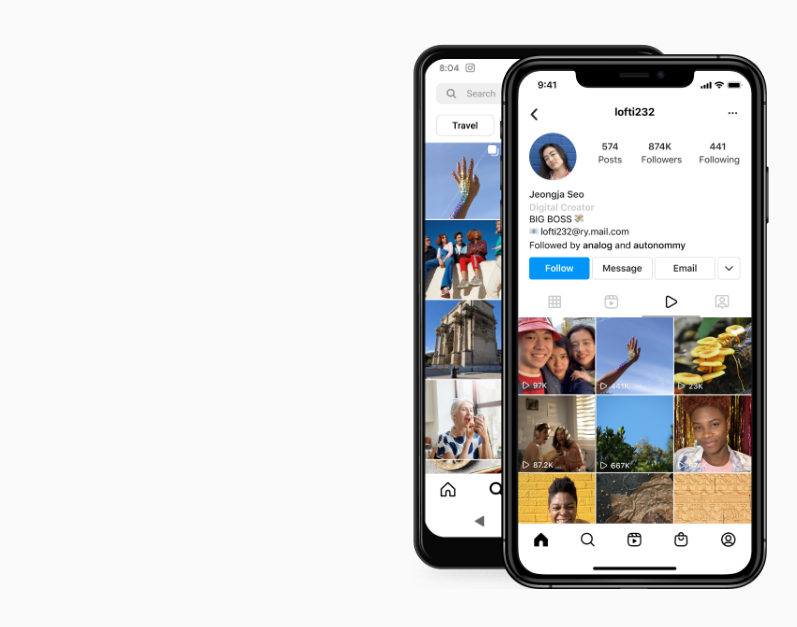 8:04
Search
Travel
9:41
lofti232
574 874K 441
Posts Followers Following
Jeongja Seo
Digital Creator
BIG BOSS
lofti232@ry.mail.com
Followed by analog and autonommy
Follow Message Email
97K 441K 23K
87.2K 667K